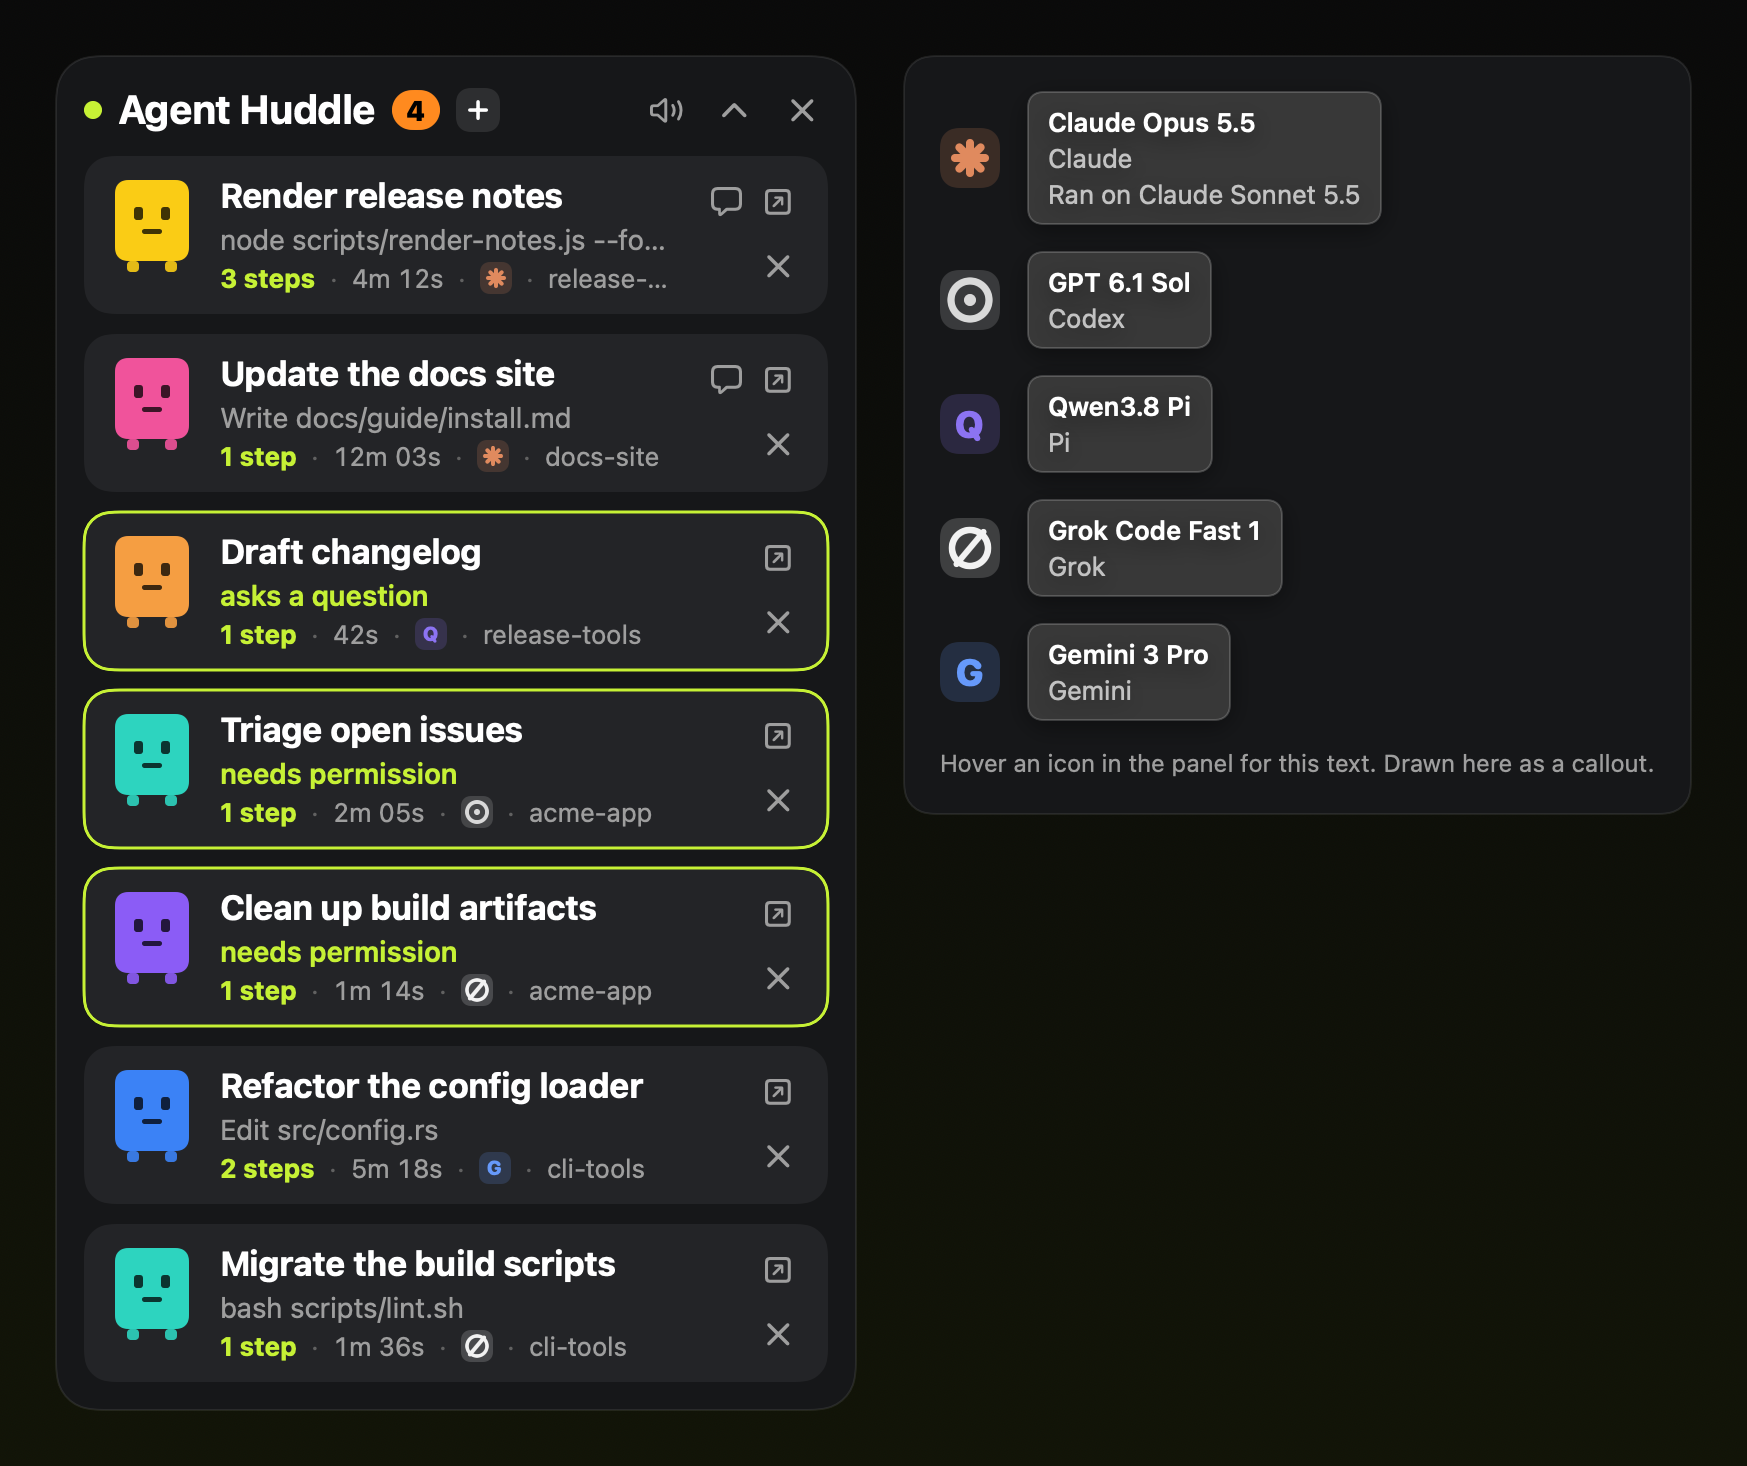 Agent Huddle 4 +
Render release notes
node scripts/render-notes.js --fo...
3 steps · 4m 12s · release-...
Update the docs site
Write docs/guide/install.md
1 step · 12m 03s · docs-site
Draft changelog
asks a question
1 step · 42s · Q · release-tools
Triage open issues
needs permission
1 step · 2m 05s · acme-app
Clean up build artifacts
needs permission
1 step · 1m 14s · acme-app
Refactor the config loader
Edit src/config.rs
2 steps · 5m 18s · G · cli-tools
Migrate the build scripts
bash scripts/lint.sh
1 step · 1m 36s · cli-tools
Claude Opus 5.5
Claude
Ran on Claude Sonnet 5.5
GPT 6.1 Sol
Codex
Q
Qwen3.8 Pi
Pi
Grok Code Fast 1
Grok
G
Gemini 3 Pro
Gemini
Hover an icon in the panel for this text. Drawn here as a callout.